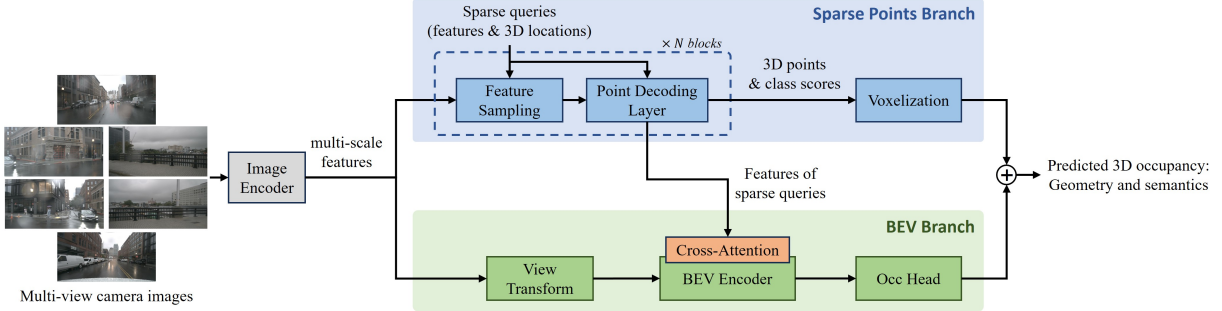 Sparse queries
(features & 3D locations)
Sparse Points Branch
× N blocks
Feature
Sampling
Point Decoding
Layer
3D points
& class scores
Voxelization
multi-scale
features
Image
Encoder
Features of
sparse queries
Predicted 3D occupancy:
Geometry and semantics
BEV Branch
Cross-Attention
View
Transform
BEV Encoder
Occ Head
Multi-view camera images